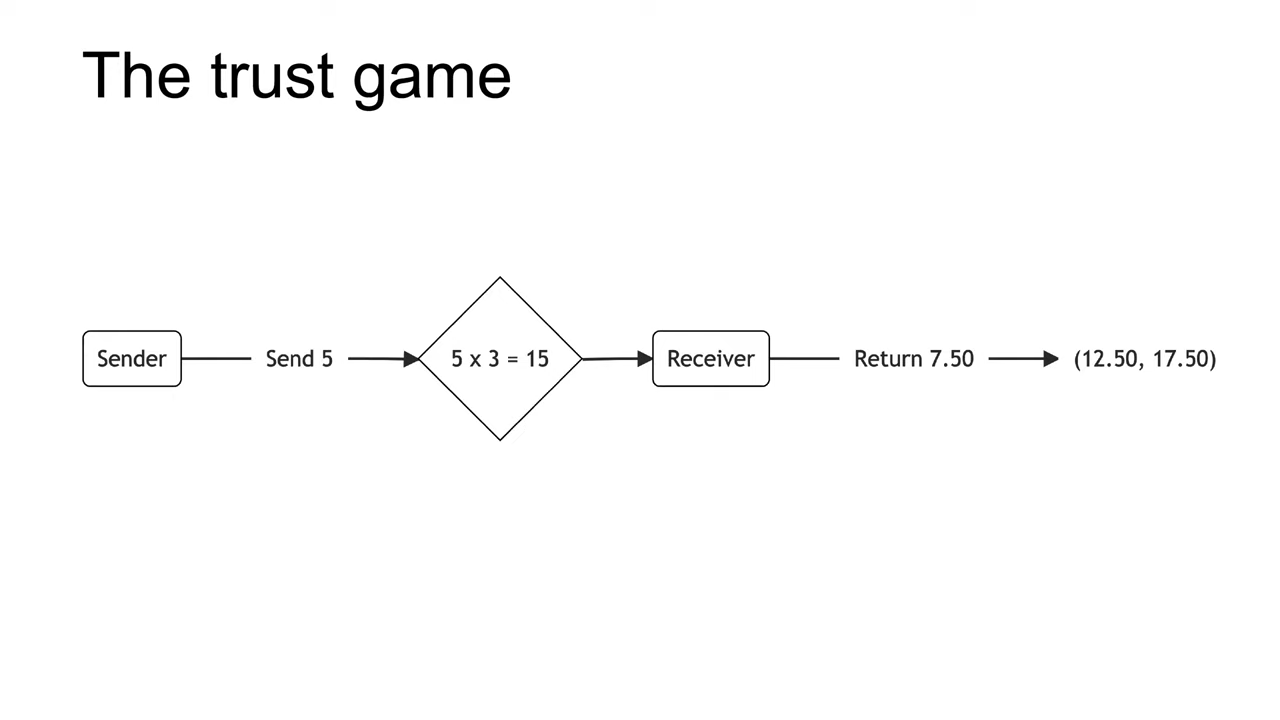 The trust game
Sender
Send 5
5 x 3 = 15
Receiver
Return 7.50
(12.50, 17.50)